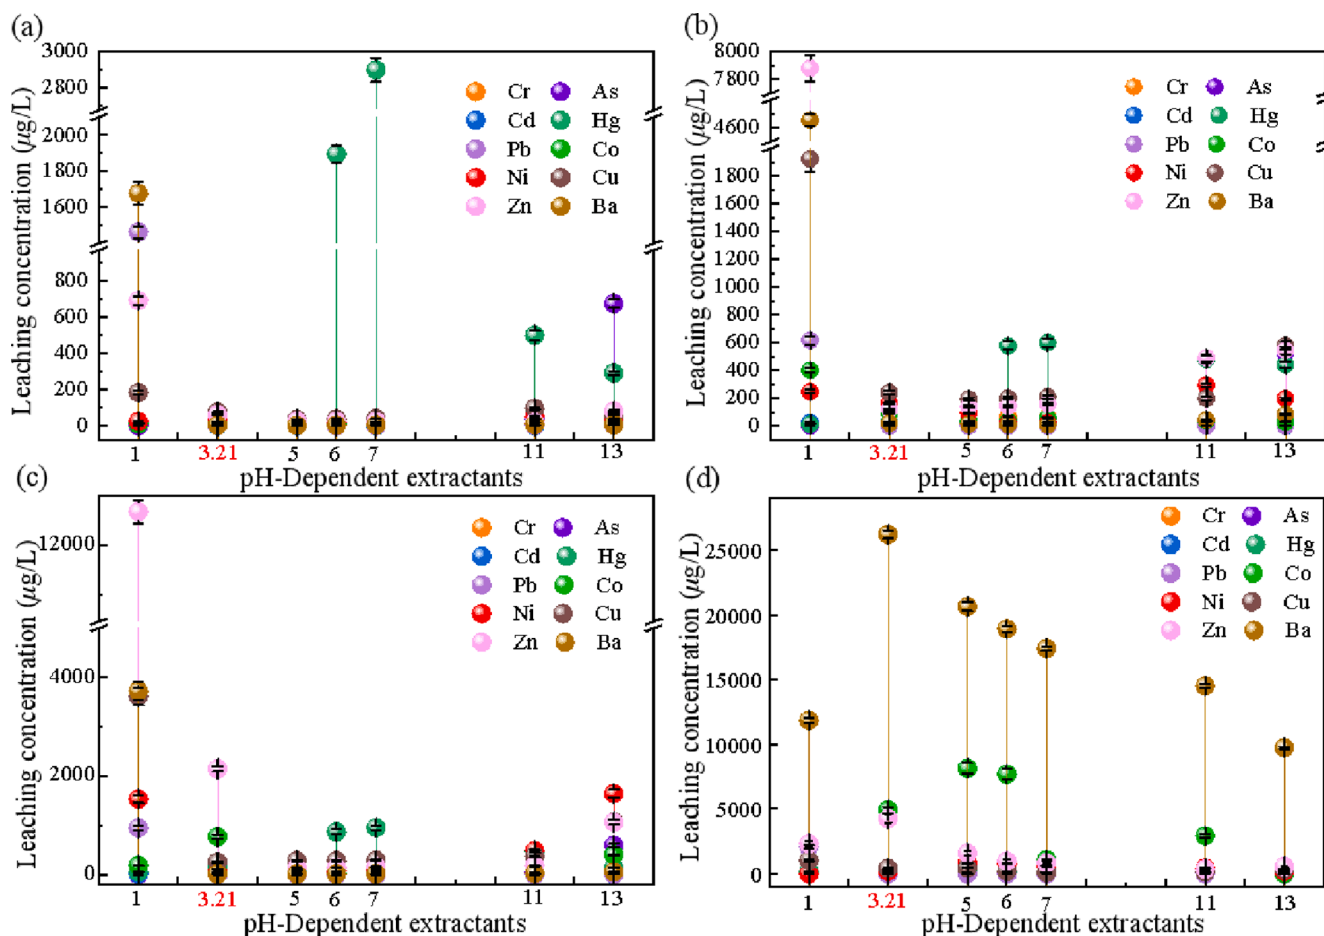 (a)
3000
2800
2000
1800
1600
800
600
400
200
0
Leaching concentration (μg/L)
Cr As
Cd Hg
Pb Co
Ni Cu
Zn Ba
1 3.21 5 6 7 11 13
pH-Dependent extractants
(b)
8000
7800
4600
1800
1600
1400
1200
1000
800
600
400
200
0
Leaching concentration (μg/L)
Cr As
Cd Hg
Pb Co
Ni Cu
Zn Ba
1 3.21 5 6 7 11 13
pH-Dependent extractants
(c)
12000
4000
2000
0
Leaching concentration (μg/L)
Cr As
Cd Hg
Pb Co
Ni Cu
Zn Ba
1 3.21 5 6 7 11 13
pH-Dependent extractants
(d)
25000
20000
15000
10000
5000
0
Leaching concentration (μg/L)
Cr As
Cd Hg
Pb Co
Ni Cu
Zn Ba
1 3.21 5 6 7 11 13
pH-Dependent extractants